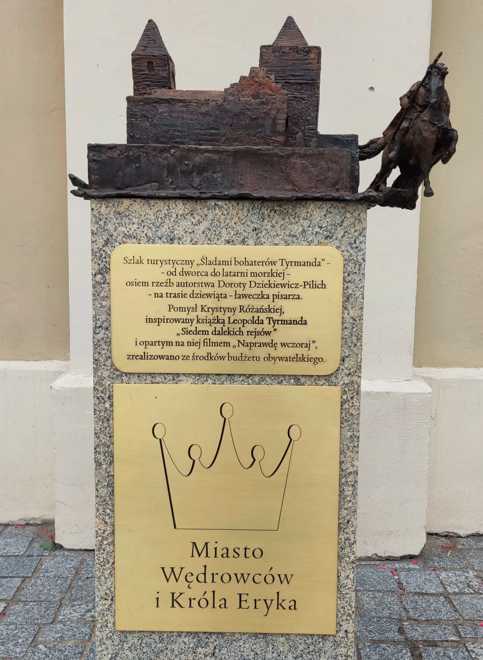 Szlak turystyczny „Śladami bohaterów Tyrmanda” -
- od dworca do latarni morskiej -
osiem rzeźb autorstwa Doroty Dziekiewicz-Pilich
- na trasie dziewiąta - ławeczka pisarza.
Pomysł Krystyny Różańskiej,
inspirowany książką Leopolda Tyrmanda
„Siedem dalekich rejsów”
i opartym na niej filmem „Naprawdę wczoraj”,
zrealizowano ze środków budżetu obywatelskiego.
Miasto
Wędrowców
i Króla Eryka